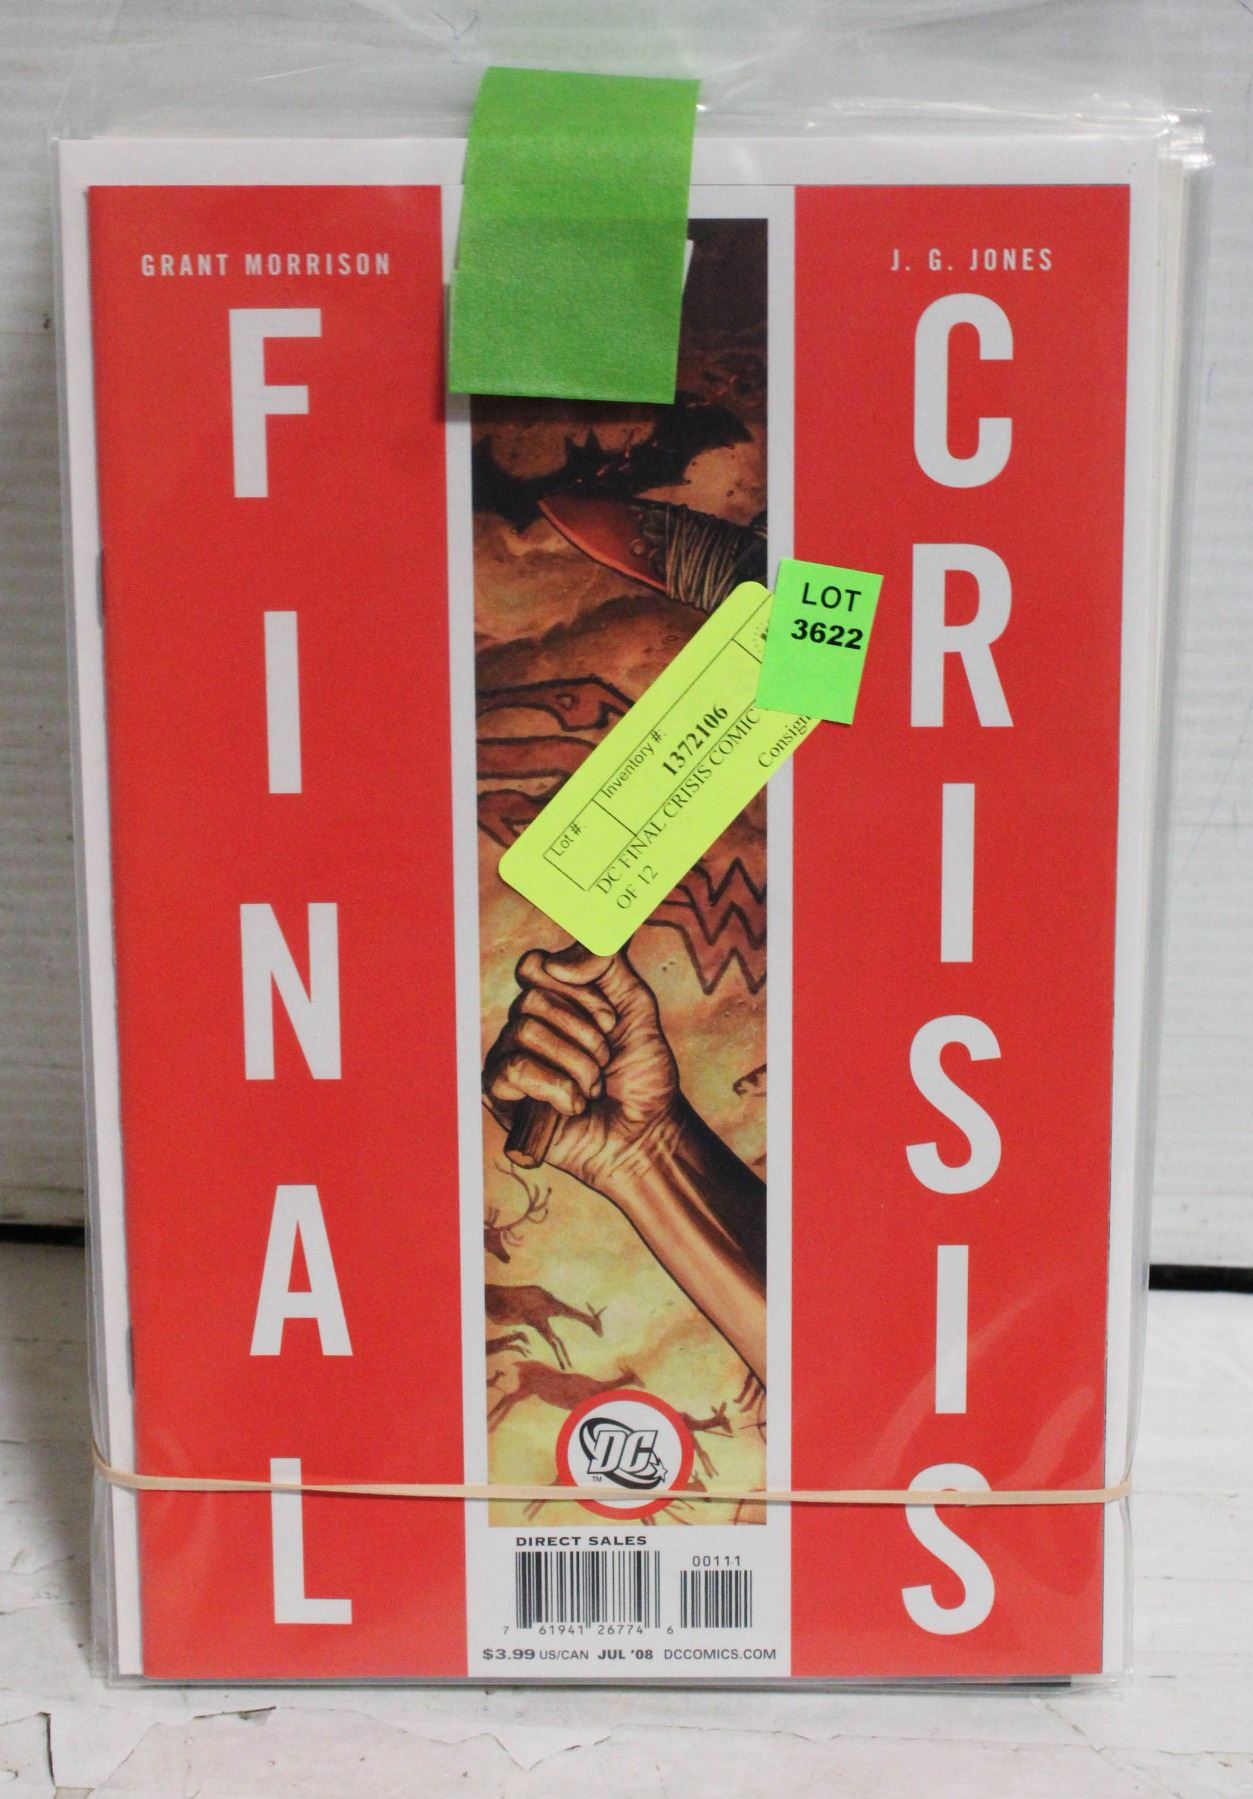 GRANT MORRISON
J. G. JONES
FINAL
CRISIS
LOT
3622
Lot #:
Inventory #:
1372106
DC FINAL CRISIS COMIC
OF 12
DC
TM
DIRECT SALES
00111
7 61941 26774 6
$3.99 US/CAN JUL '08 DCCOMICS.COM